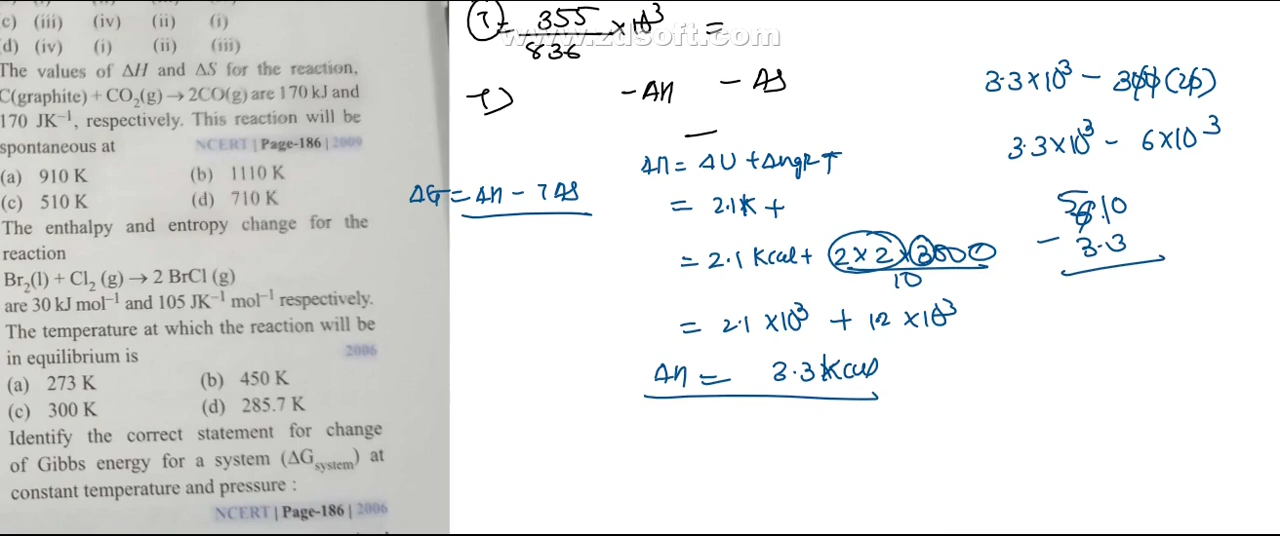 c) (iii) (iv) (ii) (i)
d) (iv) (i) (ii) (iii)
The values of ΔH and ΔS for the reaction,
C(graphite) + CO₂(g) → 2CO(g) are 170 kJ and
170 JK⁻¹, respectively. This reaction will be
spontaneous at NCERT | Page-186 | 2009
(a) 910 K (b) 1110 K
(c) 510 K (d) 710 K
The enthalpy and entropy change for the
reaction
Br₂(l) + Cl₂ (g) → 2 BrCl (g)
are 30 kJ mol⁻¹ and 105 JK⁻¹ mol⁻¹ respectively.
The temperature at which the reaction will be
in equilibrium is 2006
(a) 273 K (b) 450 K
(c) 300 K (d) 285.7 K
Identify the correct statement for change
of Gibbs energy for a system (ΔG_system) at
constant temperature and pressure :
NCERT | Page-186 | 2006
T = 355/836 × 10³ =
www.zdsoft.com
-ΔH -ΔS
ΔH = ΔU + ΔngRT
ΔG = ΔH - TΔS
= 2.1K +
= 2.1 Kcal + 2×2×3000/10
= 2.1 × 10³ + 12 × 10³
ΔH = 3.3 Kcal
3.3×10³ - 300(20)
3.3×10³ - 6×10³
- 3.3